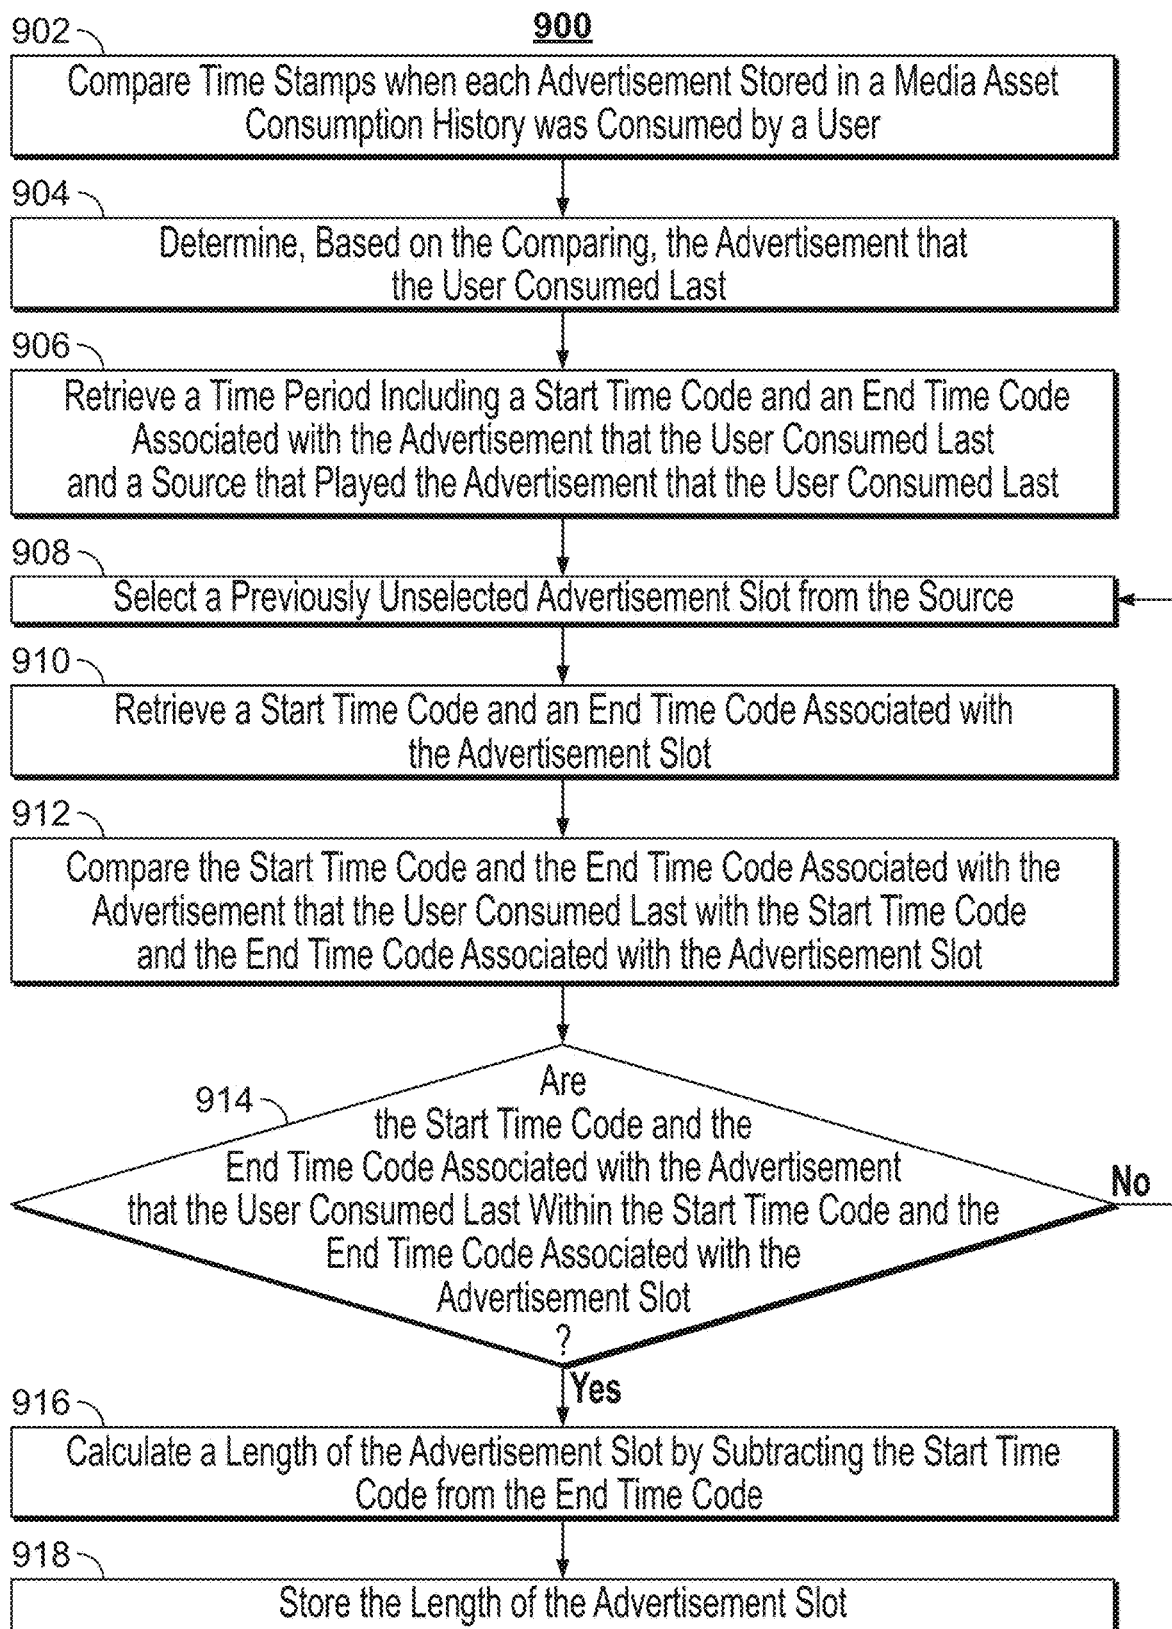 900
902
Compare Time Stamps when each Advertisement Stored in a Media Asset
Consumption History was Consumed by a User
904
Determine, Based on the Comparing, the Advertisement that
the User Consumed Last
906
Retrieve a Time Period Including a Start Time Code and an End Time Code
Associated with the Advertisement that the User Consumed Last
and a Source that Played the Advertisement that the User Consumed Last
908
Select a Previously Unselected Advertisement Slot from the Source
910
Retrieve a Start Time Code and an End Time Code Associated with
the Advertisement Slot
912
Compare the Start Time Code and the End Time Code Associated with the
Advertisement that the User Consumed Last with the Start Time Code
and the End Time Code Associated with the Advertisement Slot
914
Are
the Start Time Code and the
End Time Code Associated with the Advertisement
that the User Consumed Last Within the Start Time Code and the
End Time Code Associated with the
Advertisement Slot
?
No
Yes
916
Calculate a Length of the Advertisement Slot by Subtracting the Start Time
Code from the End Time Code
918
Store the Length of the Advertisement Slot